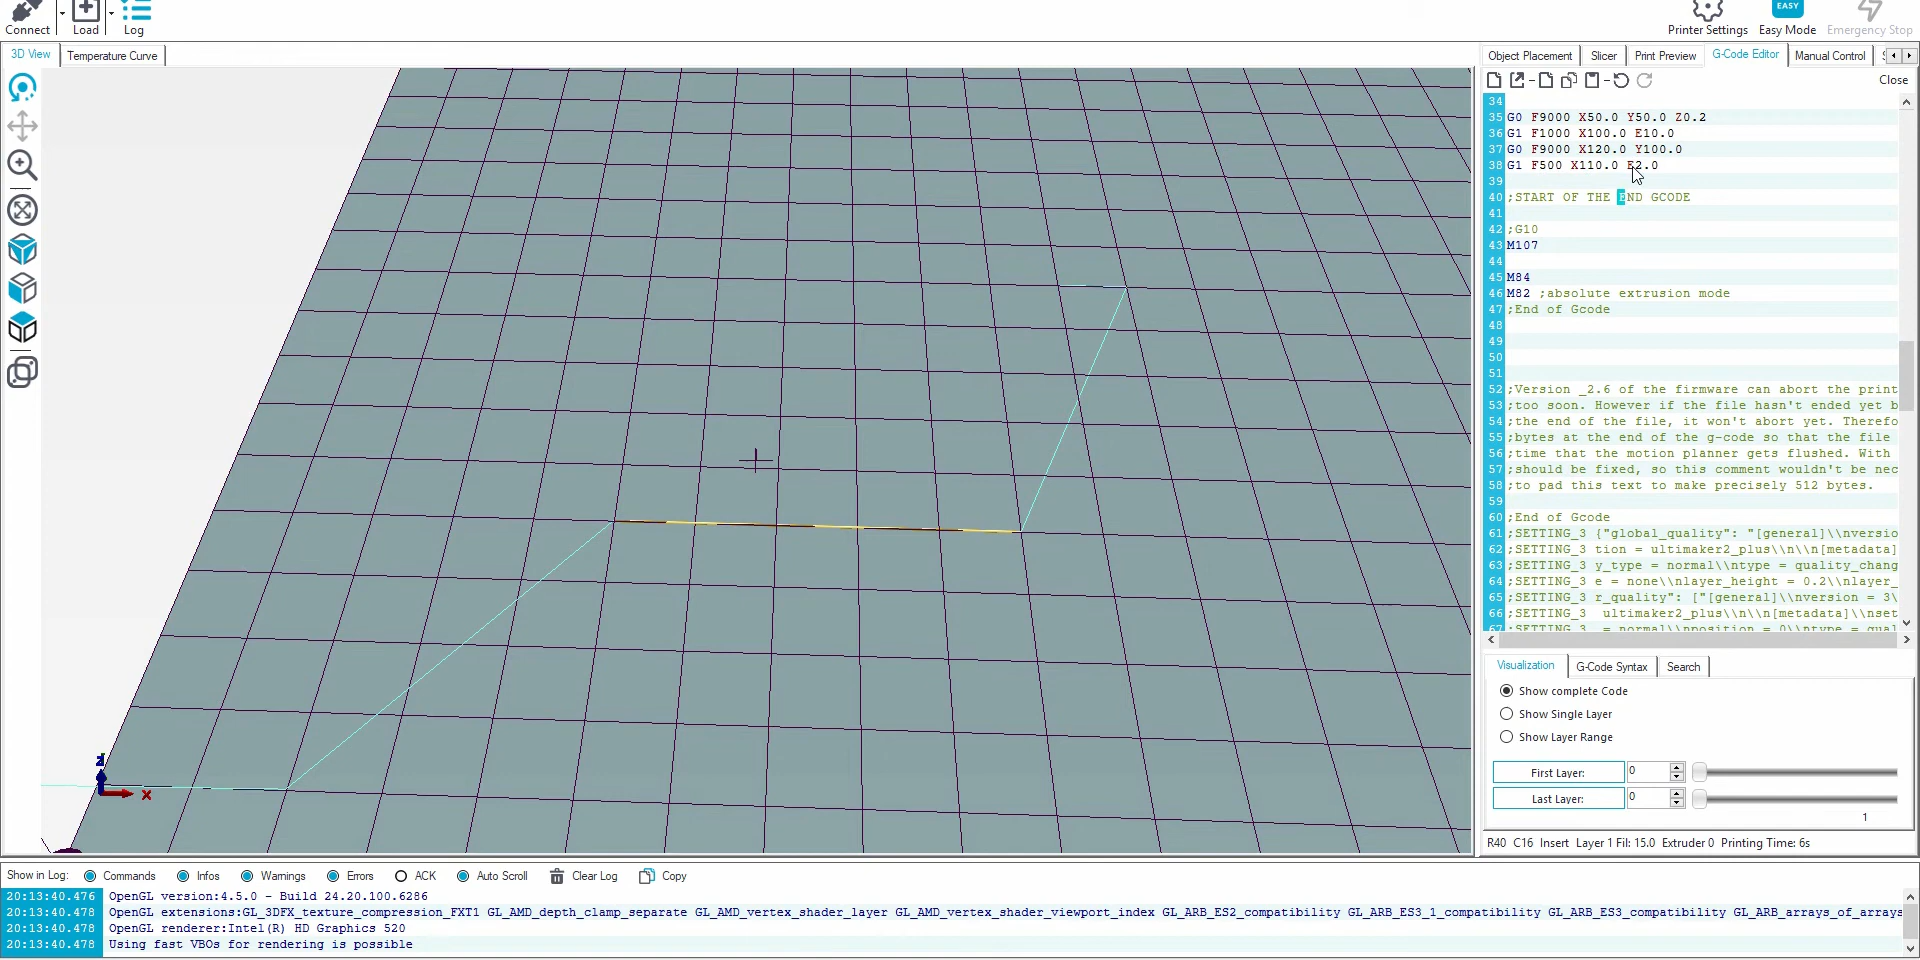 Connect Load Log Printer Settings Easy Mode Emergency Stop
EASY
3D View Temperature Curve
Object Placement Slicer Print Preview G-Code Editor Manual Control
Close
34
35 G0 F9000 X50.0 Y50.0 Z0.2
36 G1 F1000 X100.0 E10.0
37 G0 F9000 X120.0 Y100.0
38 G1 F500 X110.0 E2.0
39
40 ;START OF THE END GCODE
41
42 ;G10
43 M107
44
45 M84
46 M82 ;absolute extrusion mode
47 ;End of Gcode
48
49
50
51
52 ;Version _2.6 of the firmware can abort the print
53 ;too soon. However if the file hasn't ended yet b
54 ;the end of the file, it won't abort yet. Therefo
55 ;bytes at the end of the g-code so that the file
56 ;time that the motion planner gets flushed. With
57 ;should be fixed, so this comment wouldn't be nec
58 ;to pad this text to make precisely 512 bytes.
59
60 ;End of Gcode
61 ;SETTING_3 {"global_quality": "[general]\\nversio
62 ;SETTING_3 tion = ultimaker2_plus\\n\\n[metadata]
63 ;SETTING_3 y_type = normal\\ntype = quality_chang
64 ;SETTING_3 e = none\\nlayer_height = 0.2\\nlayer_
65 ;SETTING_3 r_quality": ["[general]\\nversion = 3\
66 ;SETTING_3 ultimaker2_plus\\n\\n[metadata]\\nset
67 ;SETTING_3 = normal\\nposition = 0\\ntype = qual
z
x
Visualization G-Code Syntax Search
Show complete Code
Show Single Layer
Show Layer Range
First Layer: 0
Last Layer: 0
1
R40 C16 Insert Layer 1 Fil: 15.0 Extruder 0 Printing Time: 6s
Show in Log: Commands Infos Warnings Errors ACK Auto Scroll Clear Log Copy
20:13:40.476 OpenGL version:4.5.0 - Build 24.20.100.6286
20:13:40.478 OpenGL extensions:GL_3DFX_texture_compression_FXT1 GL_AMD_depth_clamp_separate GL_AMD_vertex_shader_layer GL_AMD_vertex_shader_viewport_index GL_ARB_ES2_compatibility GL_ARB_ES3_1_compatibility GL_ARB_ES3_compatibility GL_ARB_arrays_of_arrays
20:13:40.478 OpenGL renderer:Intel(R) HD Graphics 520
20:13:40.478 Using fast VBOs for rendering is possible